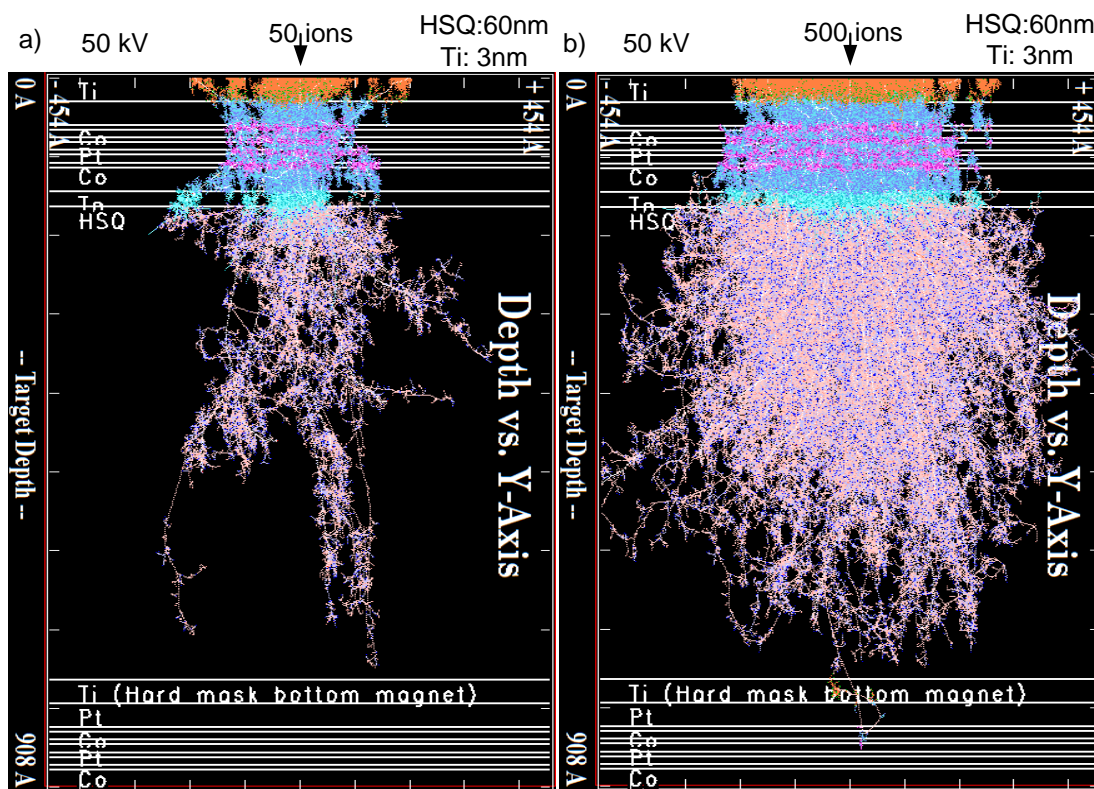 a)
50 kV
50 ions
HSQ:60nm
Ti: 3nm
0 A
- 454 A
+ 454 A
Ti
Co
Pt
Co
Ta
HSQ
Depth vs. Y-Axis
-- Target Depth --
Ti (Hard mask bottom magnet)
Pt
Co
Pt
Co
908 A
b)
50 kV
500 ions
HSQ:60nm
Ti: 3nm
0 A
- 454 A
+ 454 A
Ti
Co
Pt
Co
Ta
HSQ
Depth vs. Y-Axis
-- Target Depth --
Ti (Hard mask bottom magnet)
Pt
Co
Pt
Co
908 A